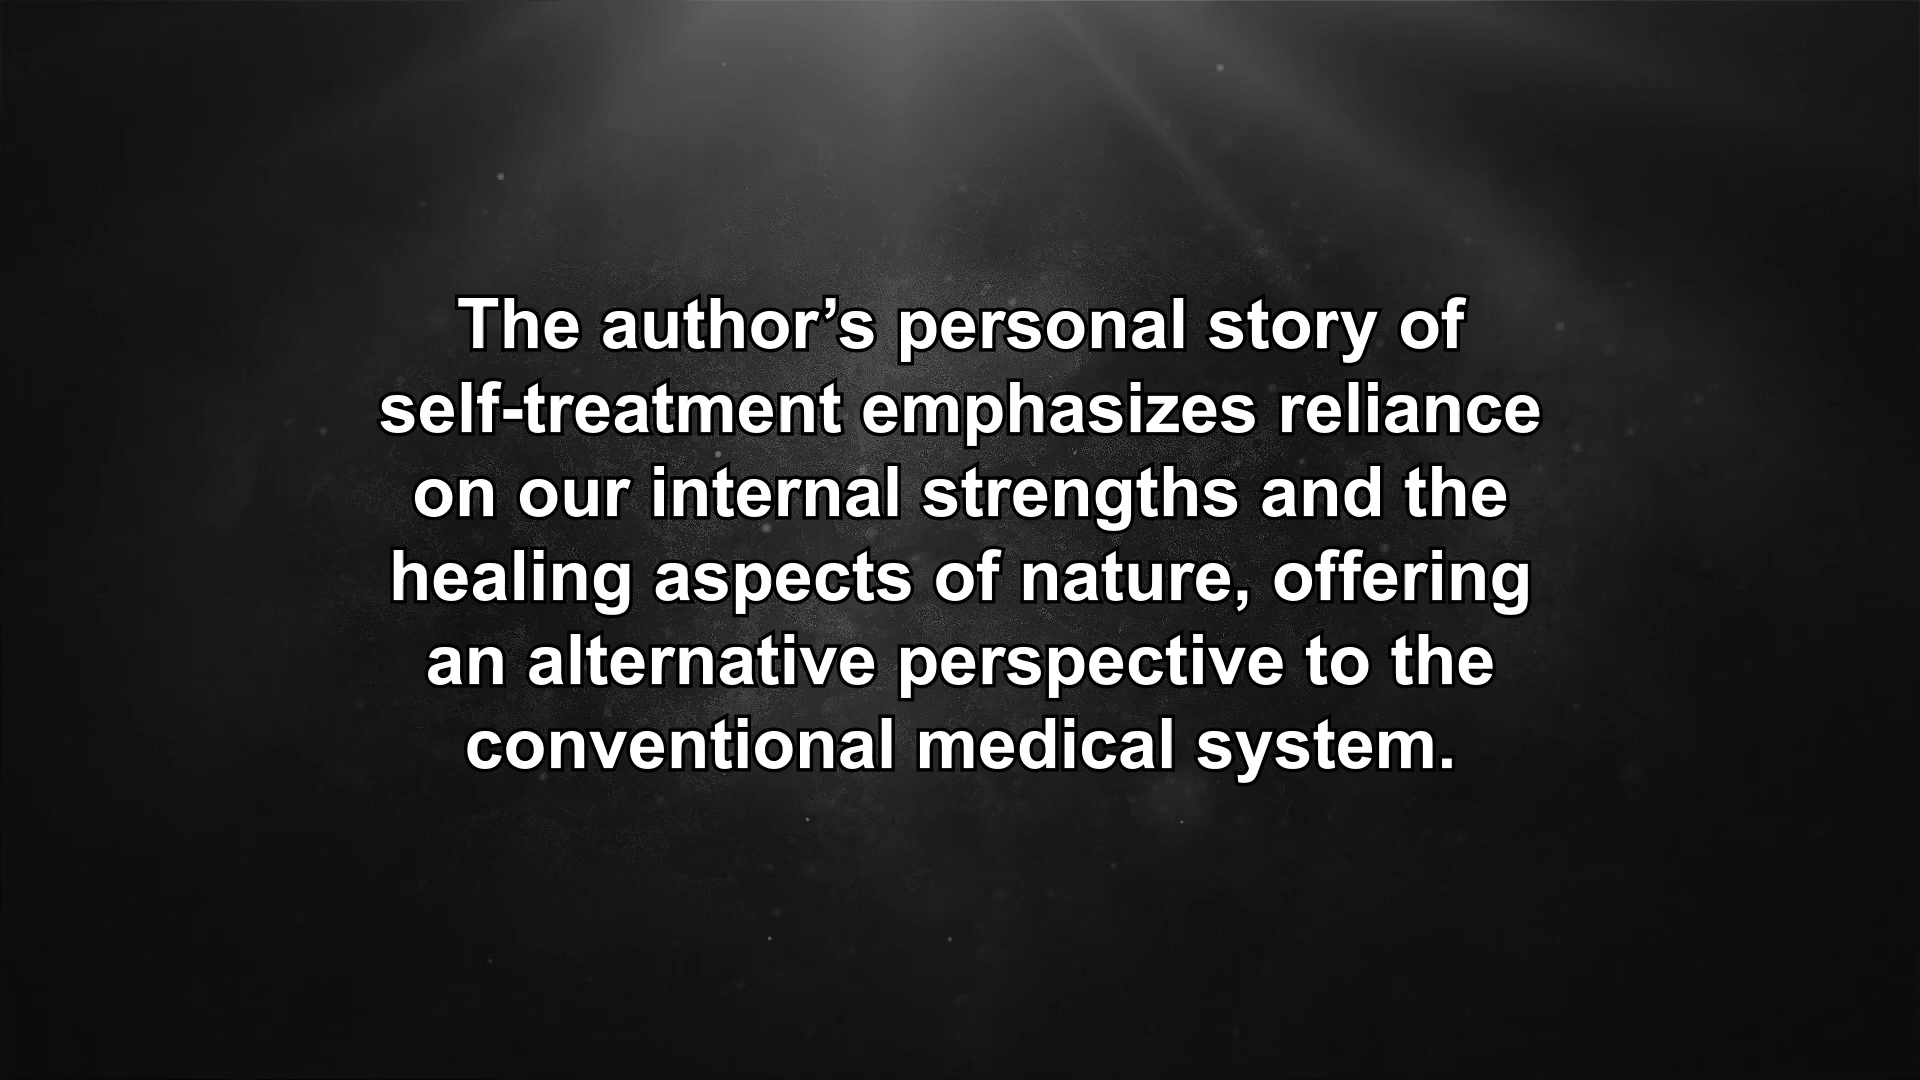 The author’s personal story of
self-treatment emphasizes reliance
on our internal strengths and the
healing aspects of nature, offering
an alternative perspective to the
conventional medical system.